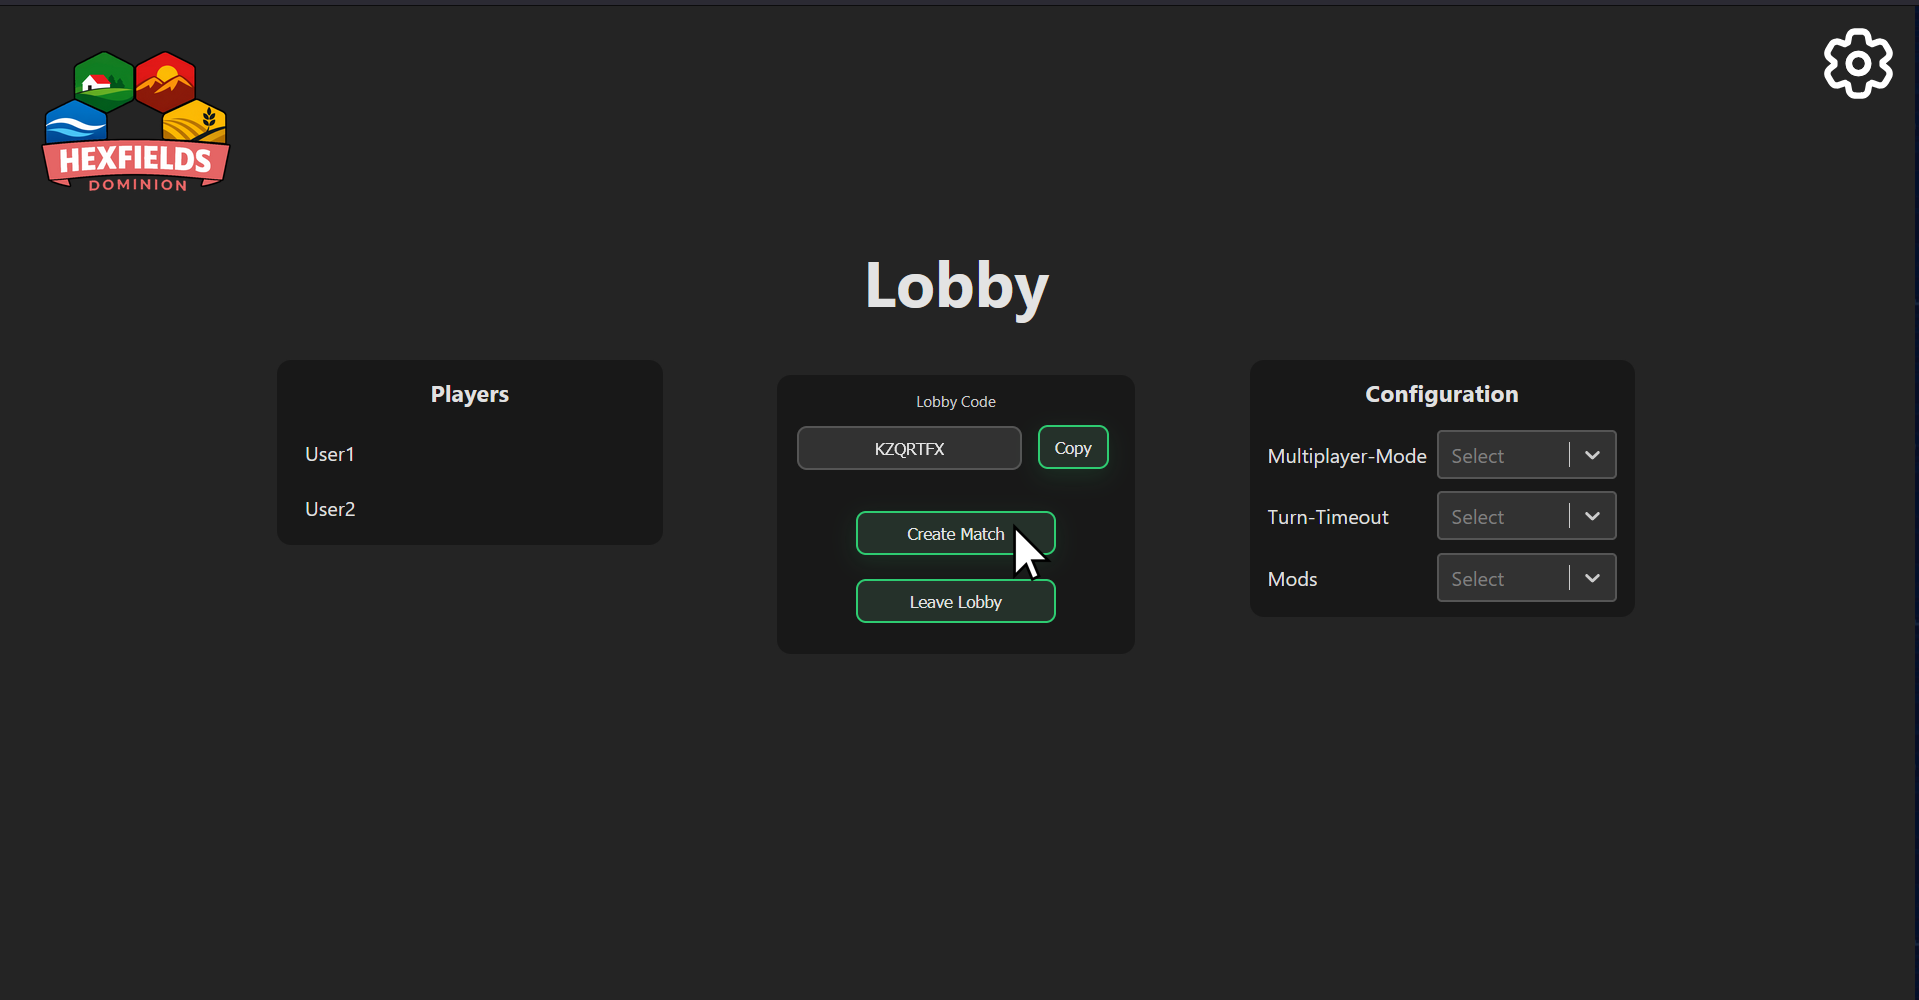 HEXFIELDS
DOMINION
Lobby
Players
User1
User2
Lobby Code
KZQRTFX
Copy
Create Match
Leave Lobby
Configuration
Multiplayer-Mode Select
Turn-Timeout Select
Mods Select